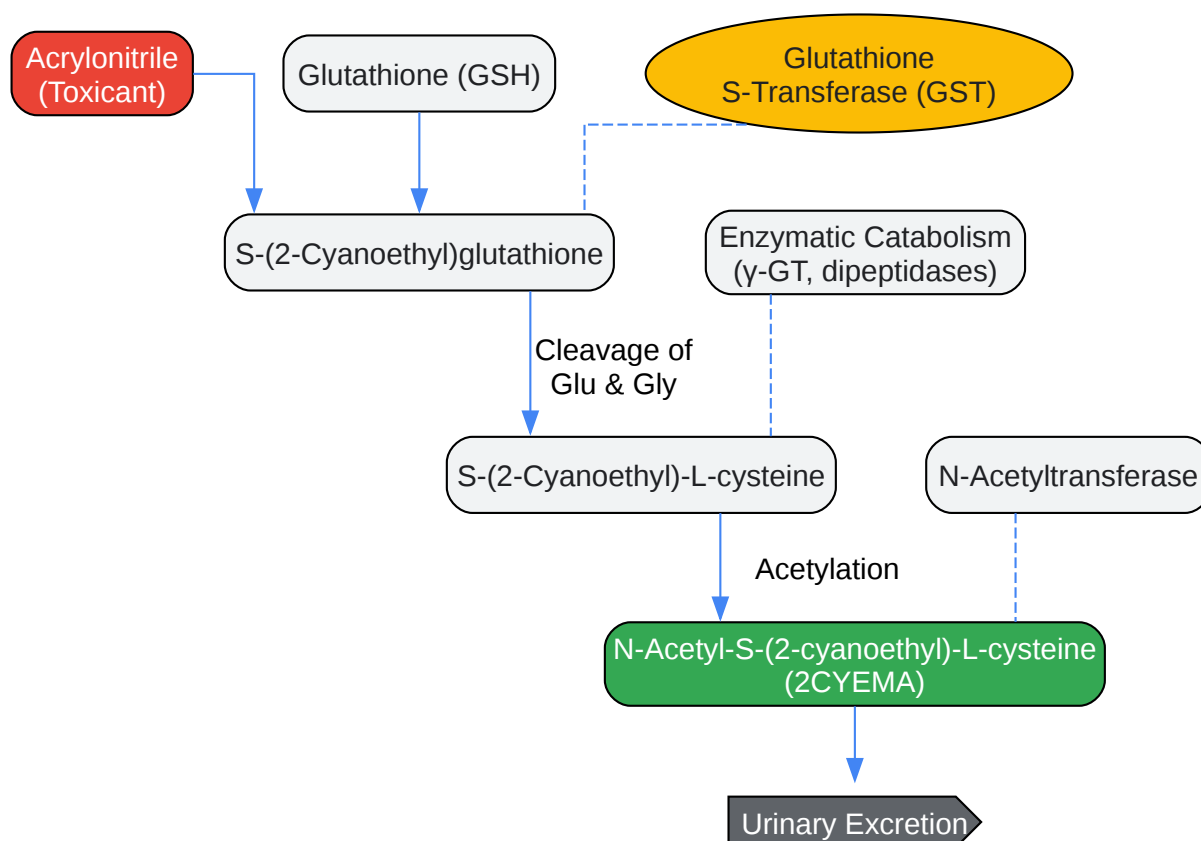 Acrylonitrile
(Toxicant)
Glutathione (GSH)
Glutathione
S-Transferase (GST)
S-(2-Cyanoethyl)glutathione
Enzymatic Catabolism
(γ-GT, dipeptidases)
Cleavage of
Glu & Gly
S-(2-Cyanoethyl)-L-cysteine
N-Acetyltransferase
Acetylation
N-Acetyl-S-(2-cyanoethyl)-L-cysteine
(2CYEMA)
Urinary Excretion